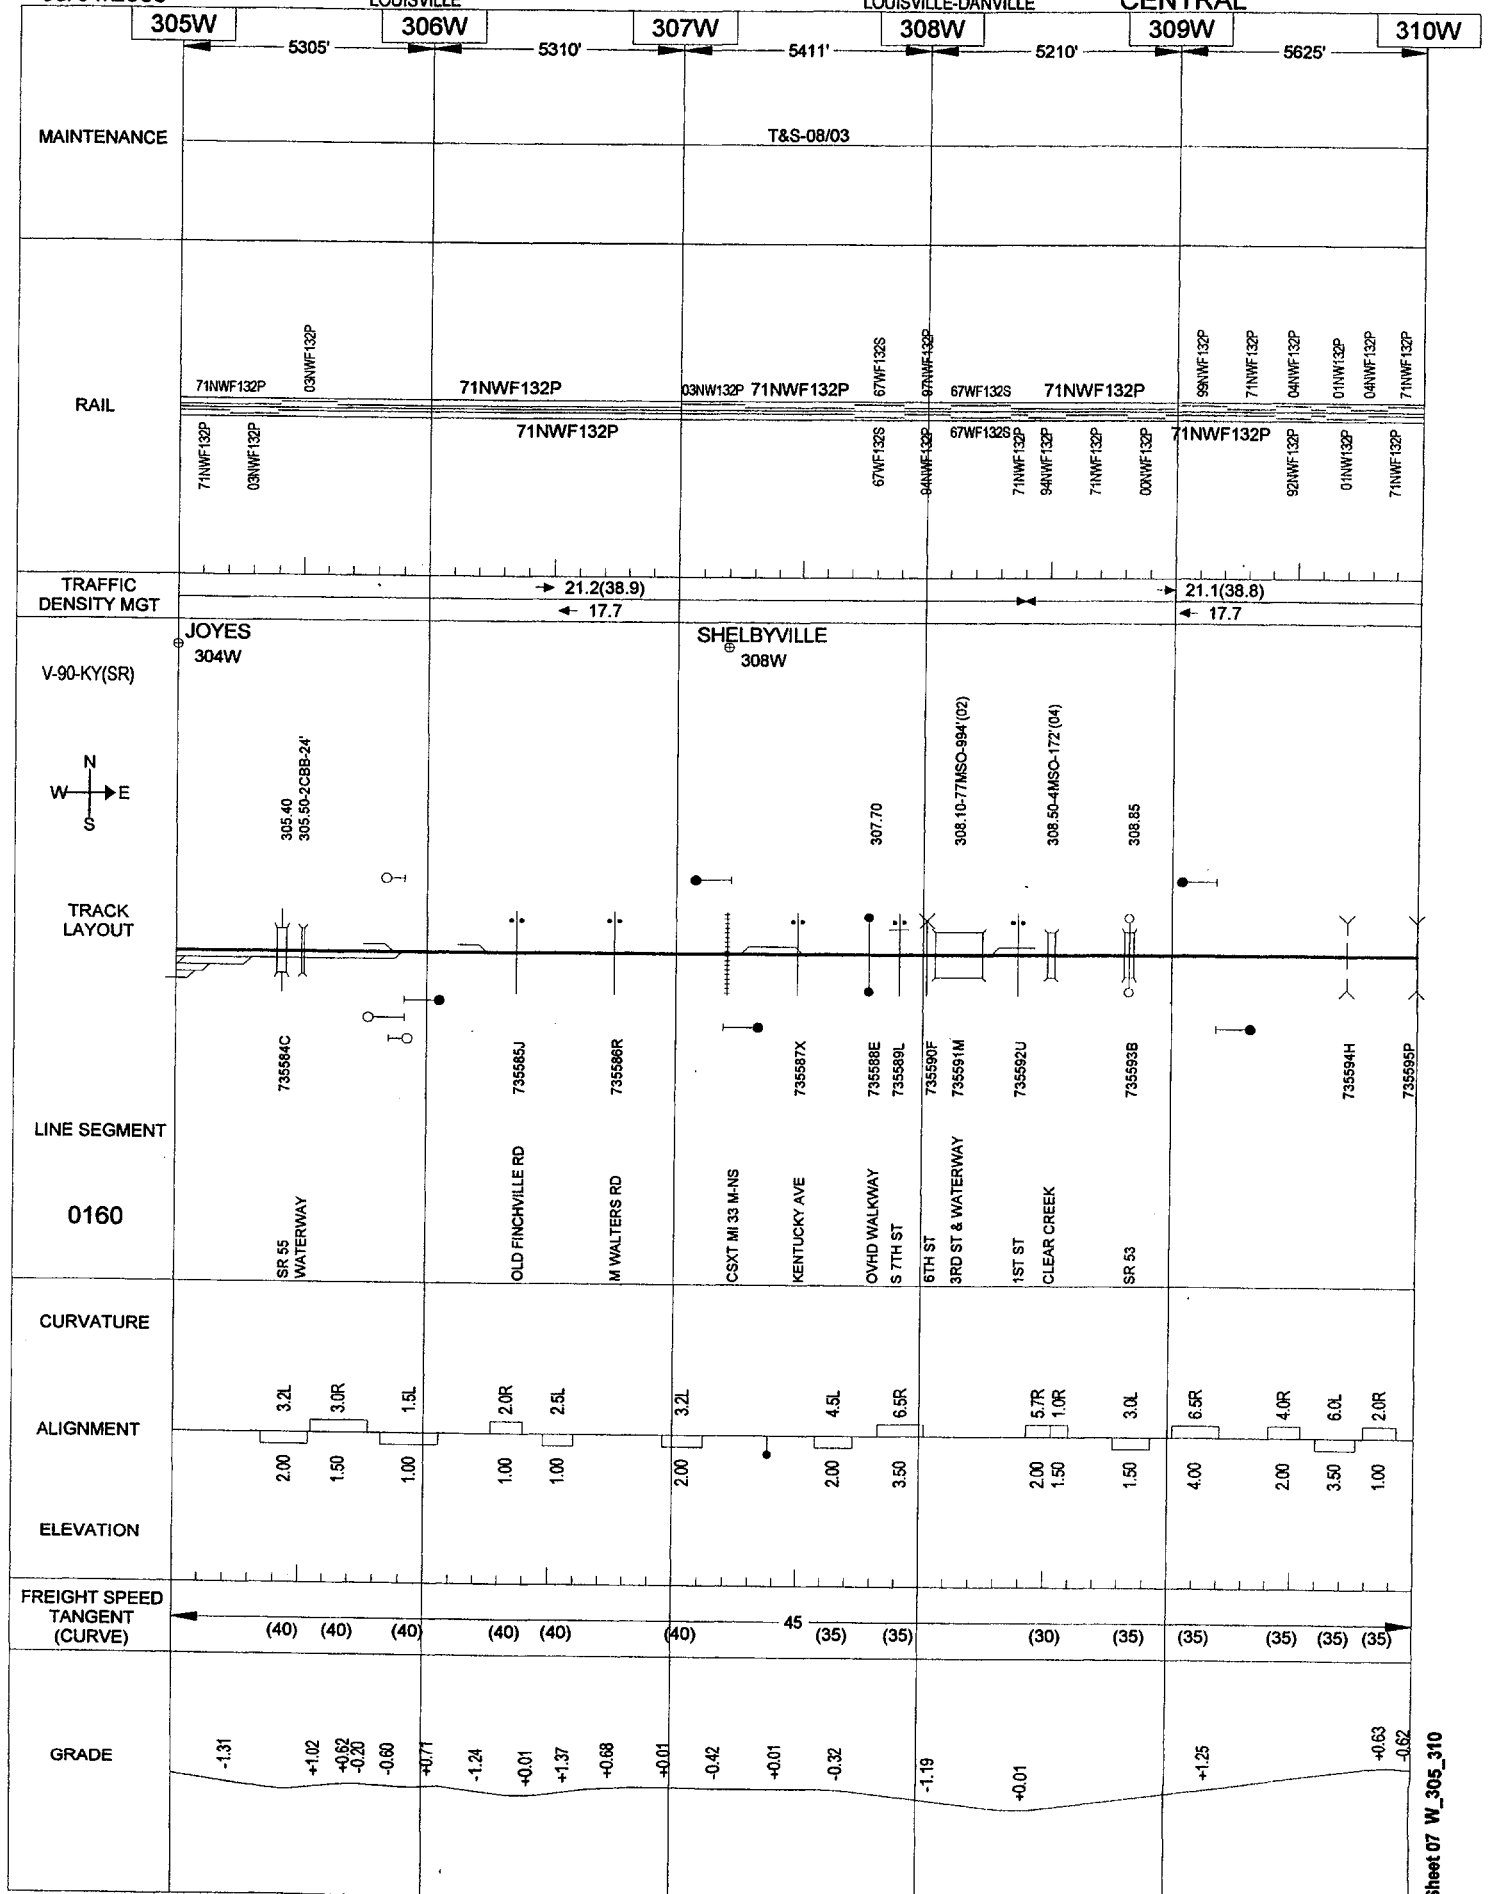 LOUISVILLE
LOUISVILLE-DANVILLE
CENTRAL
305W 306W 307W 308W 309W 310W
5305' 5310' 5411' 5210' 5625'
MAINTENANCE
T&S-08/03
RAIL
71NWF132P 03NWF132P 71NWF132P 03NW132P 71NWF132P 67WF132S 97NWF132P 67WF132S 71NWF132P 99NWF132P 71NWF132P 04NWF132P 01NW132P 04NWF132P 71NWF132P
71NWF132P 03NWF132P 71NWF132P 67WF132S 94NWF132P 67WF132S 71NWF132P 94NWF132P 71NWF132P 00NWF132P 71NWF132P 92NWF132P 01NW132P 71NWF132P
TRAFFIC
DENSITY MGT
21.2(38.9) 21.1(38.8)
17.7 17.7
JOYES
304W
SHELBYVILLE
308W
V-90-KY(SR)
N
W E
S
305.40
305.50-2CBB-24'
307.70
308.10-77MSO-994'(02)
308.50-4MSO-172'(04)
308.85
TRACK
LAYOUT
735584C 735585J 735586R 735587X 735588E 735589L 735590F 735591M 735592U 735593B 735594H 735595P
LINE SEGMENT
0160
SR 55
WATERWAY
OLD FINCHVILLE RD
M WALTERS RD
CSXT MI 33 M-NS
KENTUCKY AVE
OVHD WALKWAY
S 7TH ST
6TH ST
3RD ST & WATERWAY
1ST ST
CLEAR CREEK
SR 53
CURVATURE
3.2L 3.0R 1.5L 2.0R 2.5L 3.2L 4.5L 6.5R 5.7R 1.0R 3.0L 6.5R 4.0R 6.0L 2.0R
ALIGNMENT
2.00 1.50 1.00 1.00 1.00 2.00 2.00 3.50 2.00 1.50 1.50 4.00 2.00 3.50 1.00
ELEVATION
FREIGHT SPEED
TANGENT
(CURVE)
45
(40) (40) (40) (40) (40) (40) (35) (35) (30) (35) (35) (35) (35) (35)
GRADE
-1.31 +1.02 +0.62 -0.20 -0.60 +0.71 -1.24 +0.01 +1.37 +0.68 +0.01 -0.42 +0.01 -0.32 -1.19 +0.01 +1.25 +0.63 -0.62
sheet 07 W_305_310